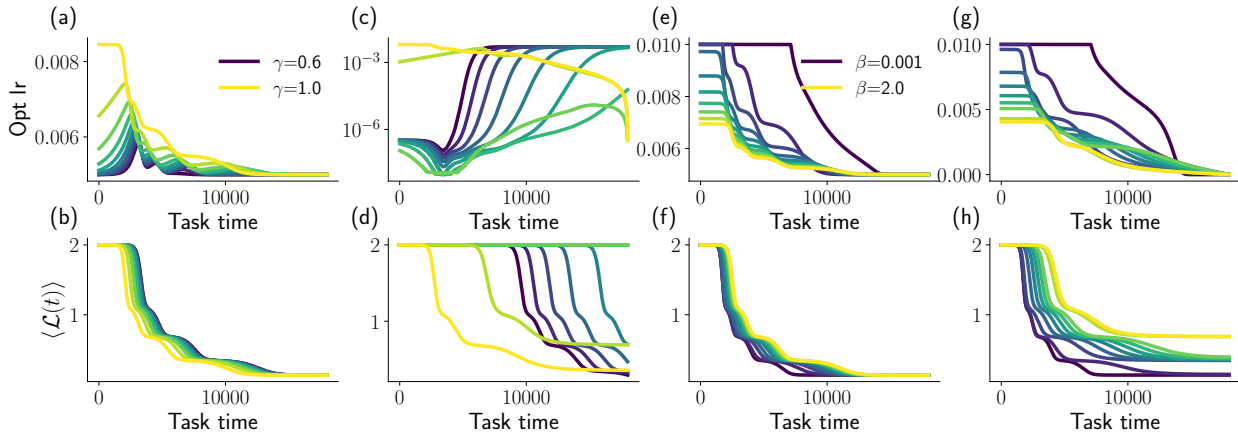 (a)
Opt lr
0.008
0.006
γ=0.6
γ=1.0
0
10000
Task time
(c)
10⁻³
10⁻⁶
0
10000
Task time
(e)
0.010
0.008
0.006
β=0.001
β=2.0
0
10000
Task time
(g)
0.010
0.005
0.000
0
10000
Task time
(b)
⟨ℒ(t)⟩
2
1
0
10000
Task time
(d)
2
1
0
10000
Task time
(f)
2
1
0
10000
Task time
(h)
2
1
0
10000
Task time